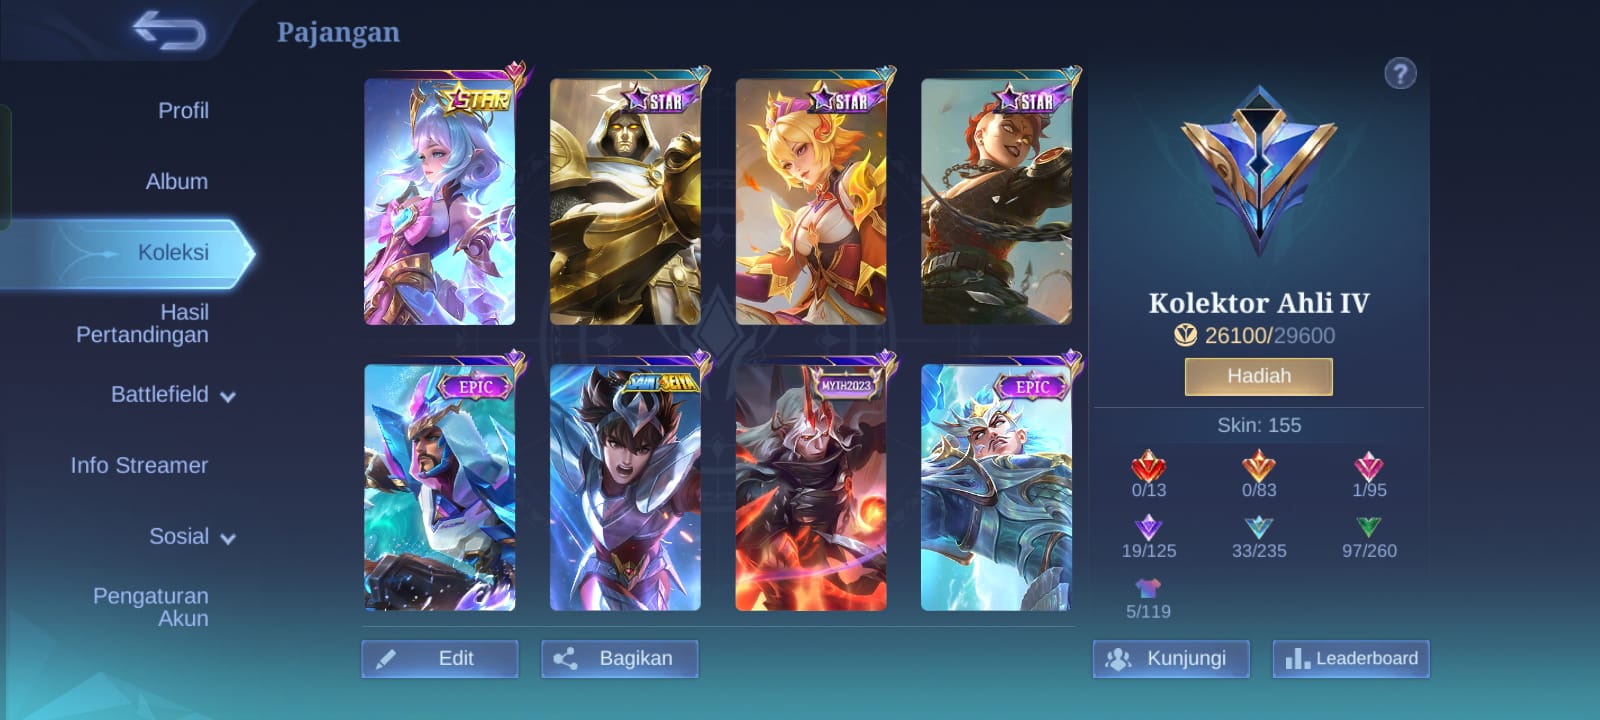 Pajangan
Profil
Album
Koleksi
Hasil
Pertandingan
Battlefield
Info Streamer
Sosial
Pengaturan
Akun
STAR
STAR
STAR
STAR
EPIC
SAINT SEIYA
MYTH2023
EPIC
Edit
Bagikan
?
Kolektor Ahli IV
26100/29600
Hadiah
Skin: 155
0/13
0/83
1/95
19/125
33/235
97/260
5/119
Kunjungi
Leaderboard